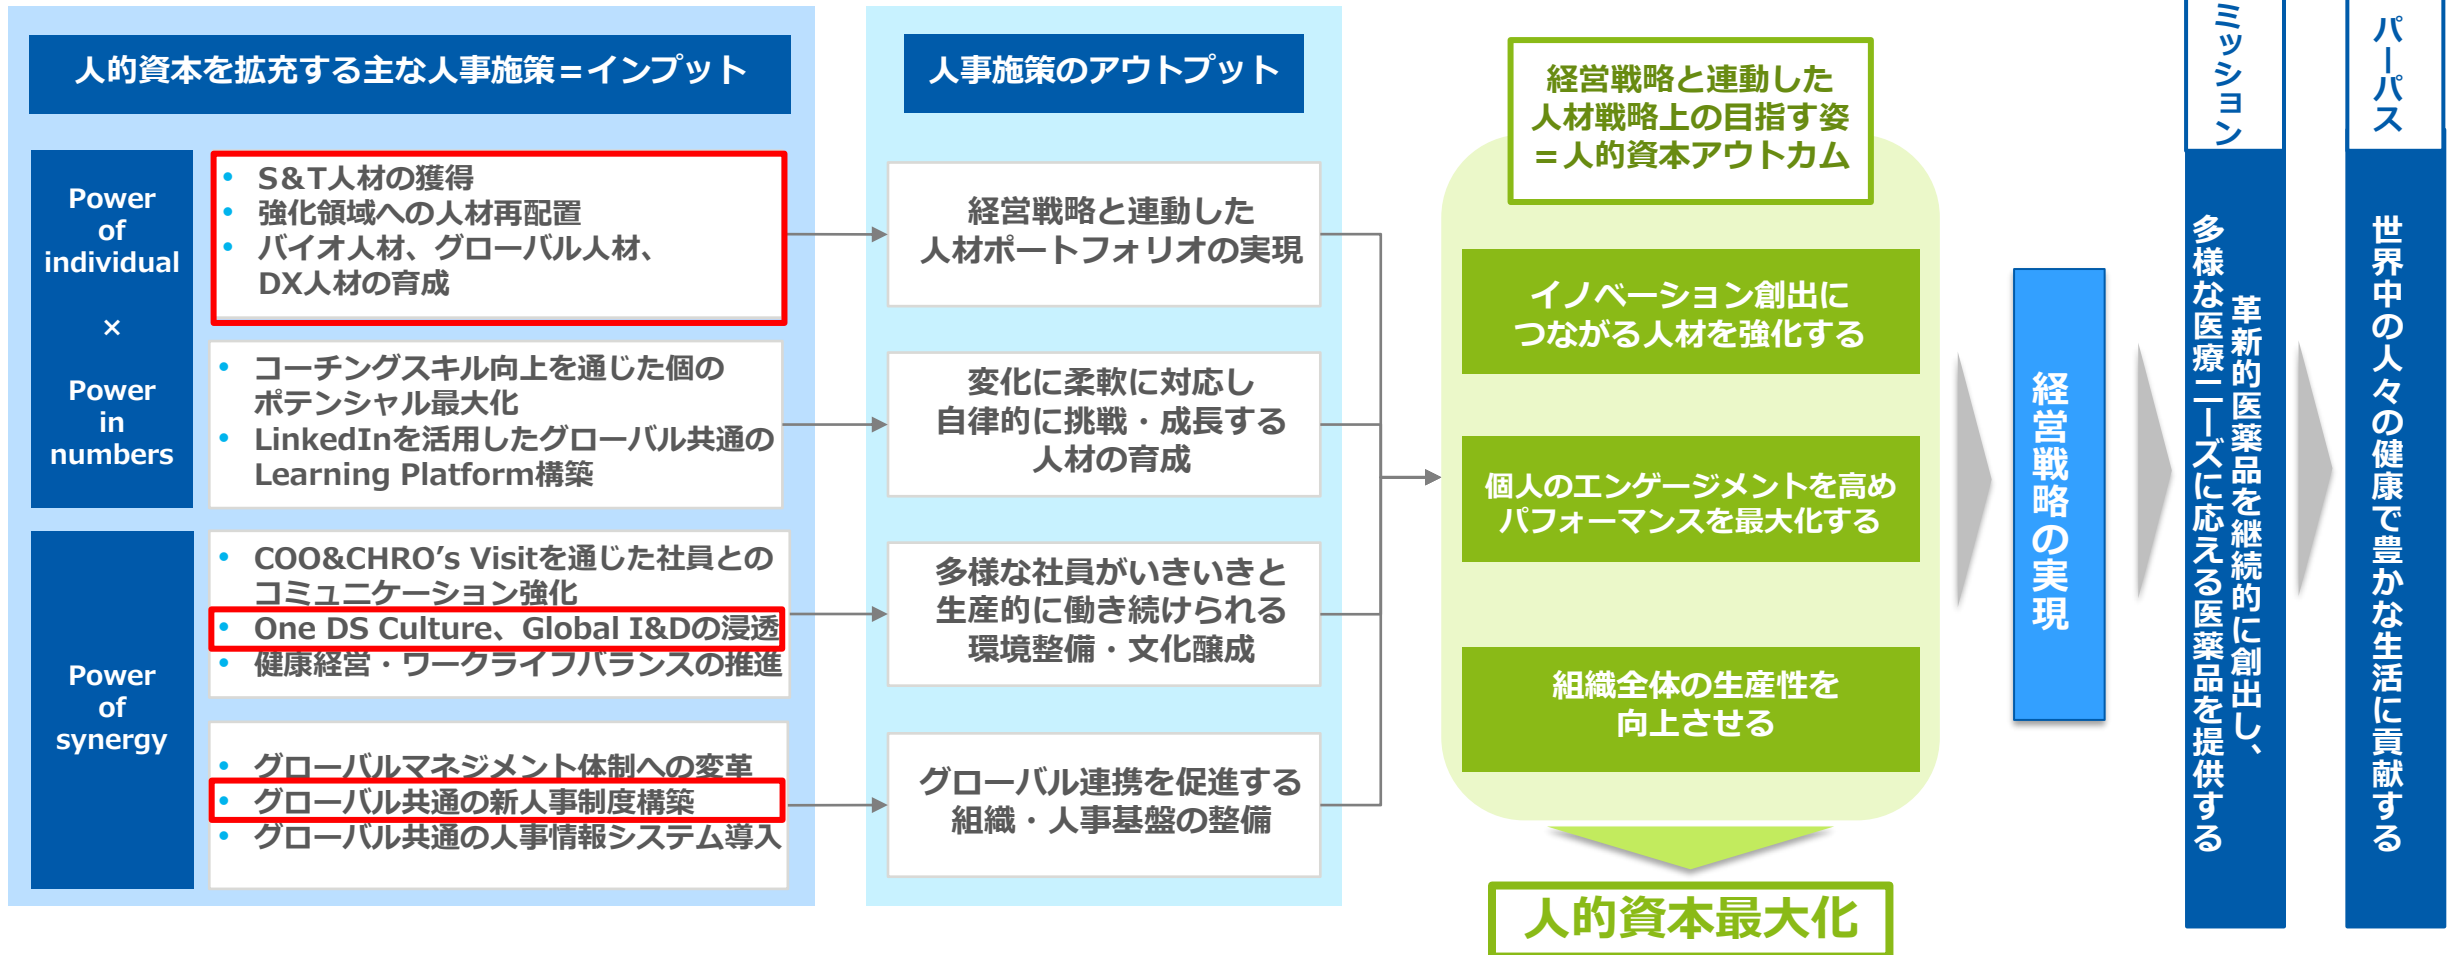 人的資本を拡充する主な人事施策＝インプット
Power
of
individual
×
Power
in
numbers
• S&T人材の獲得
• 強化領域への人材再配置
• バイオ人材、グローバル人材、
DX人材の育成
• コーチングスキル向上を通じた個の
ポテンシャル最大化
• LinkedInを活用したグローバル共通の
Learning Platform構築
Power
of
synergy
• COO&CHRO’s Visitを通じた社員との
コミュニケーション強化
• One DS Culture、Global I&Dの浸透
• 健康経営・ワークライフバランスの推進
• グローバルマネジメント体制への変革
• グローバル共通の新人事制度構築
• グローバル共通の人事情報システム導入
人事施策のアウトプット
経営戦略と連動した
人材ポートフォリオの実現
変化に柔軟に対応し
自律的に挑戦・成長する
人材の育成
多様な社員がいきいきと
生産的に働き続けられる
環境整備・文化醸成
グローバル連携を促進する
組織・人事基盤の整備
経営戦略と連動した
人材戦略上の目指す姿
＝人的資本アウトカム
イノベーション創出に
つながる人材を強化する
個人のエンゲージメントを高め
パフォーマンスを最大化する
組織全体の生産性を
向上させる
人的資本最大化
経営戦略の実現
ミッション
革新的医薬品を継続的に創出し、
多様な医療ニーズに応える医薬品を提供する
パーパス
世界中の人々の健康で豊かな生活に貢献する